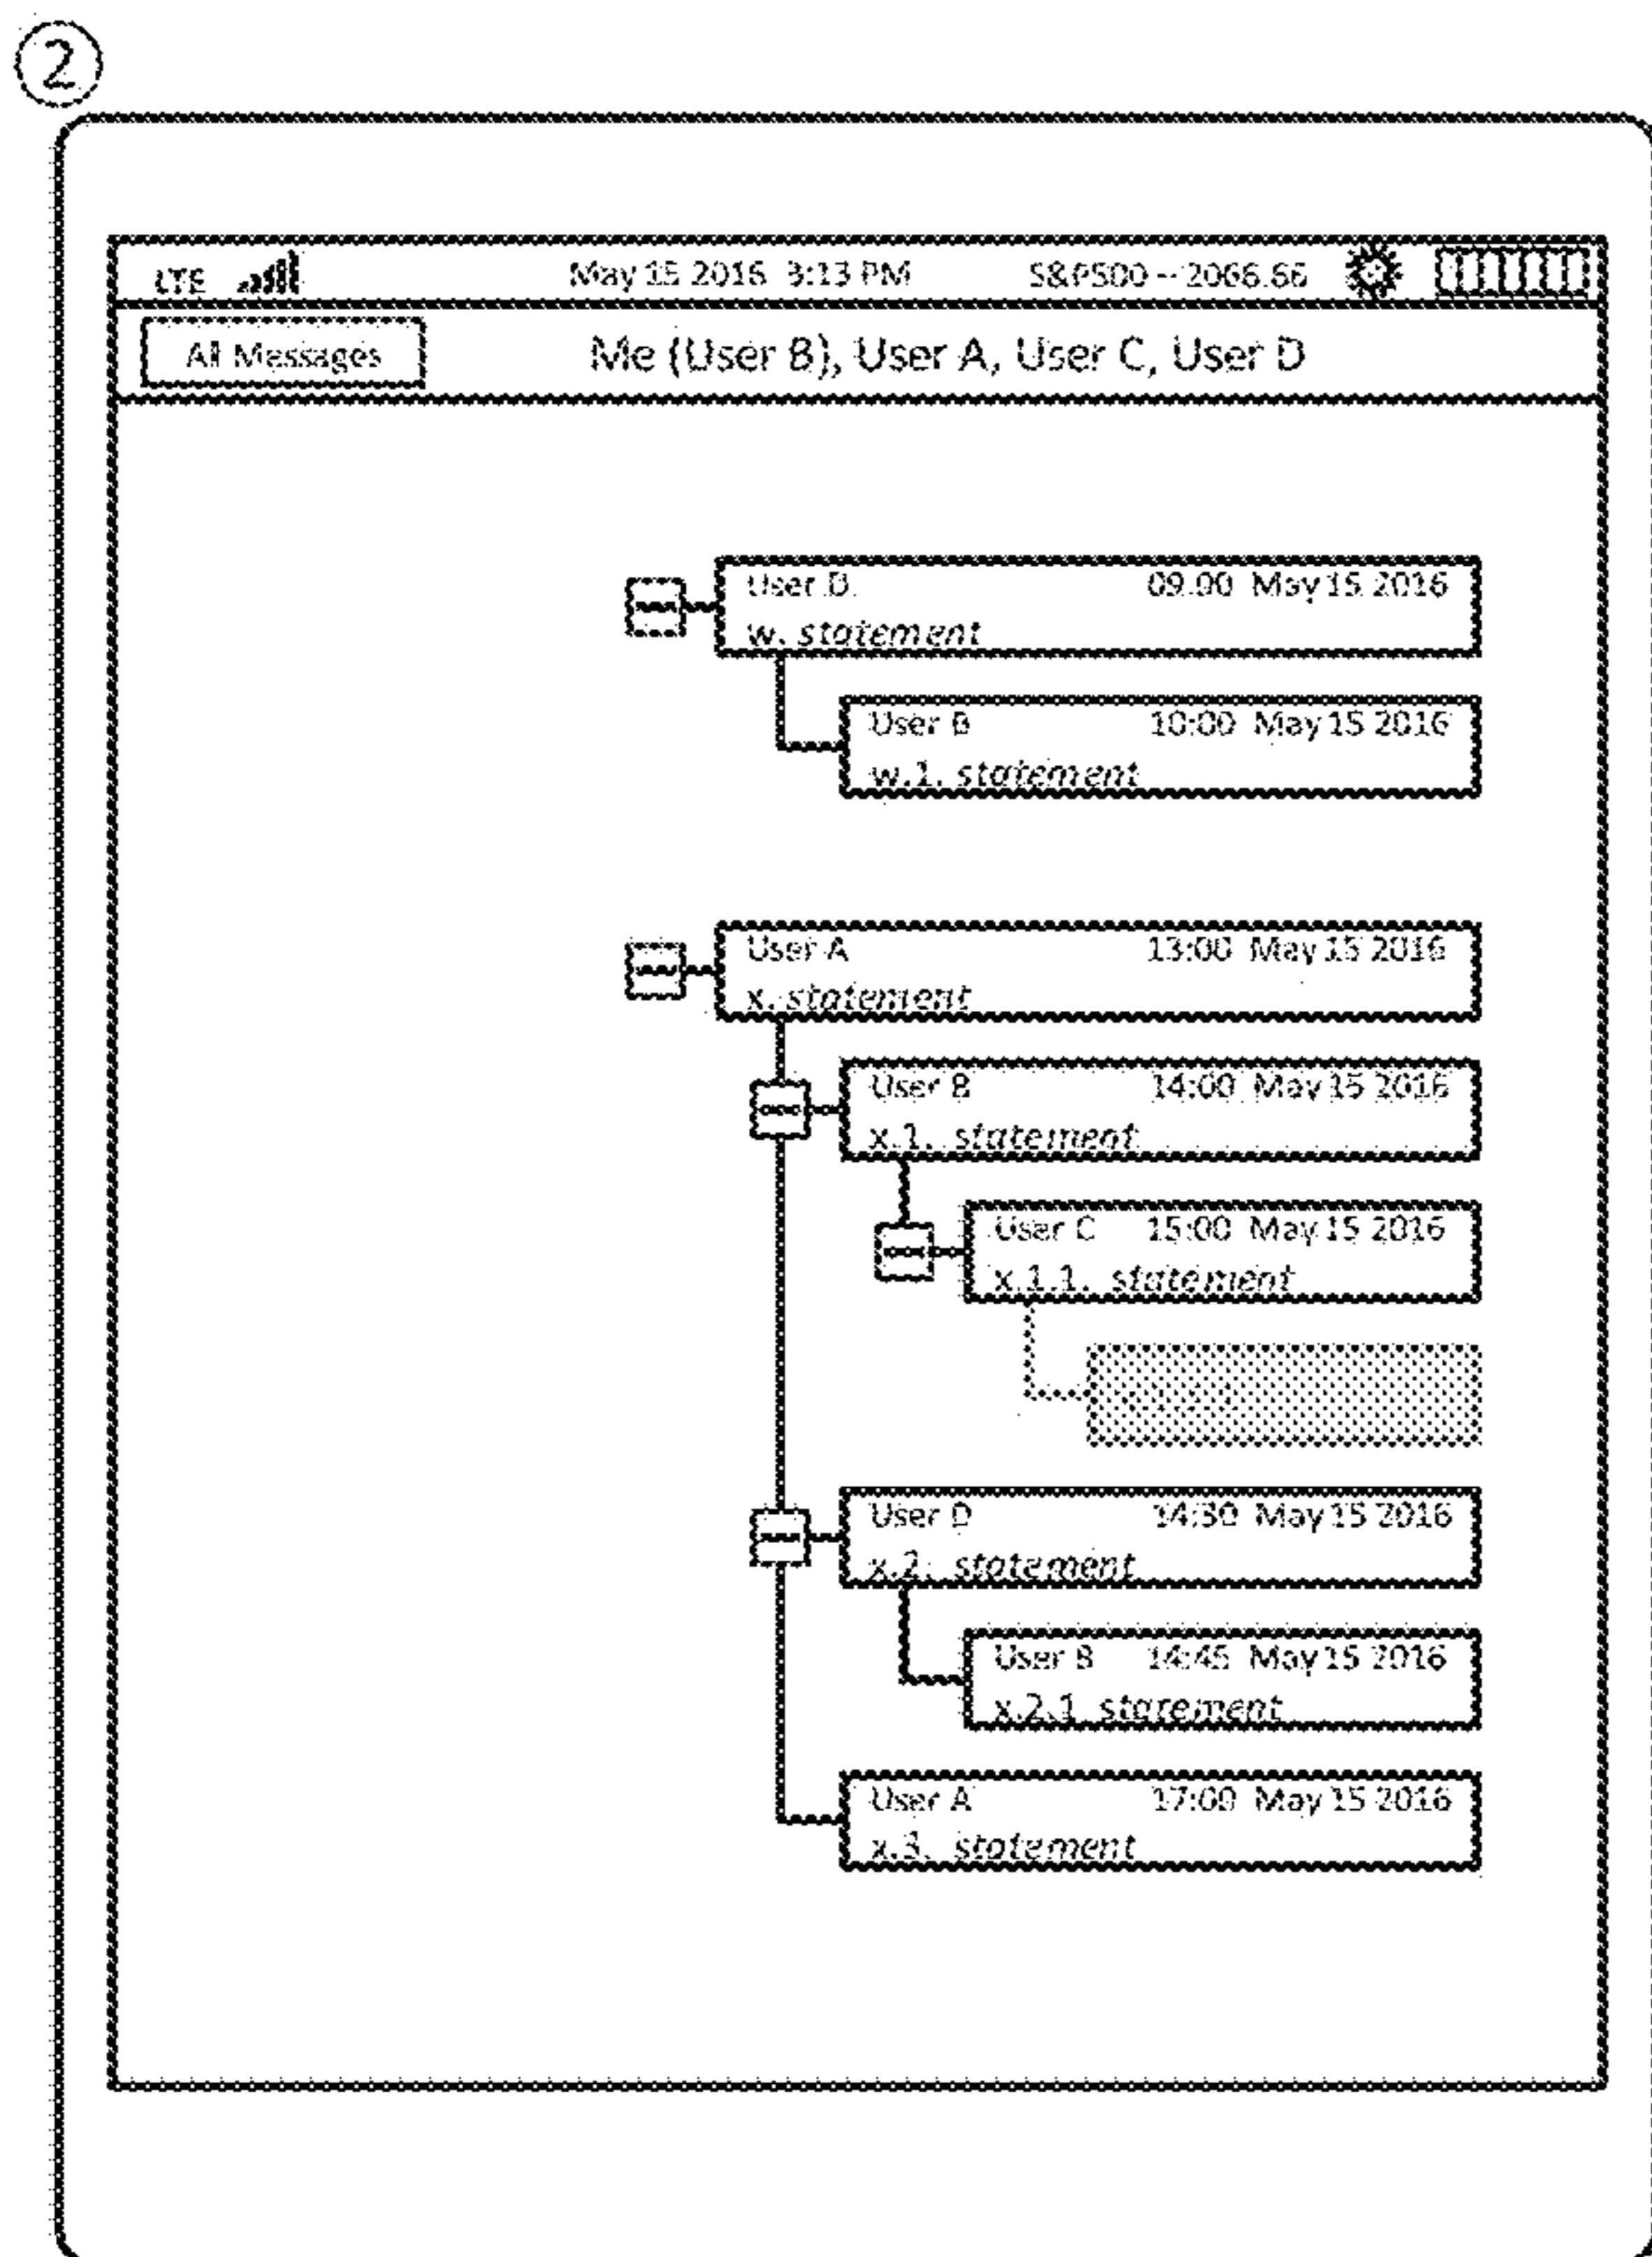 2
LTE May 15 2016 3:13 PM S&P500 -- 2066.66
All Messages Me (User B), User A, User C, User D
User D 09:00 May 15 2016
w. statement
User B 10:00 May 15 2016
w.1. statement
User A 13:00 May 15 2016
x. statement
User B 14:00 May 15 2016
x.1. statement
User C 15:00 May 15 2016
x.1.1. statement
User D 14:30 May 15 2016
x.2. statement
User B 14:45 May 15 2016
x.2.1. statement
User A 17:00 May 15 2016
x.3. statement